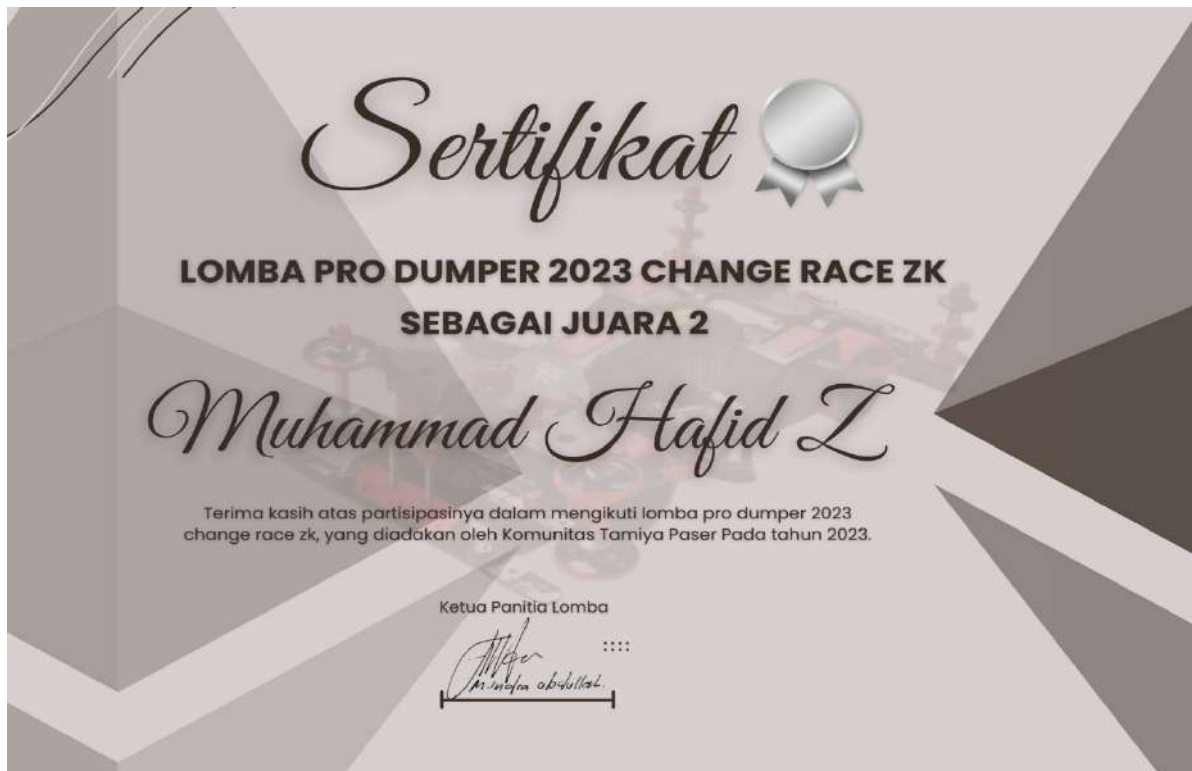 Sertifikat
LOMBA PRO DUMPER 2023 CHANGE RACE ZK
SEBAGAI JUARA 2
Muhammad Hafid Z
Terima kasih atas partisipasinya dalam mengikuti lomba pro dumper 2023
change race zk, yang diadakan oleh Komunitas Tamiya Paser Pada tahun 2023.
Ketua Panitia Lomba
M. indra abdullah.